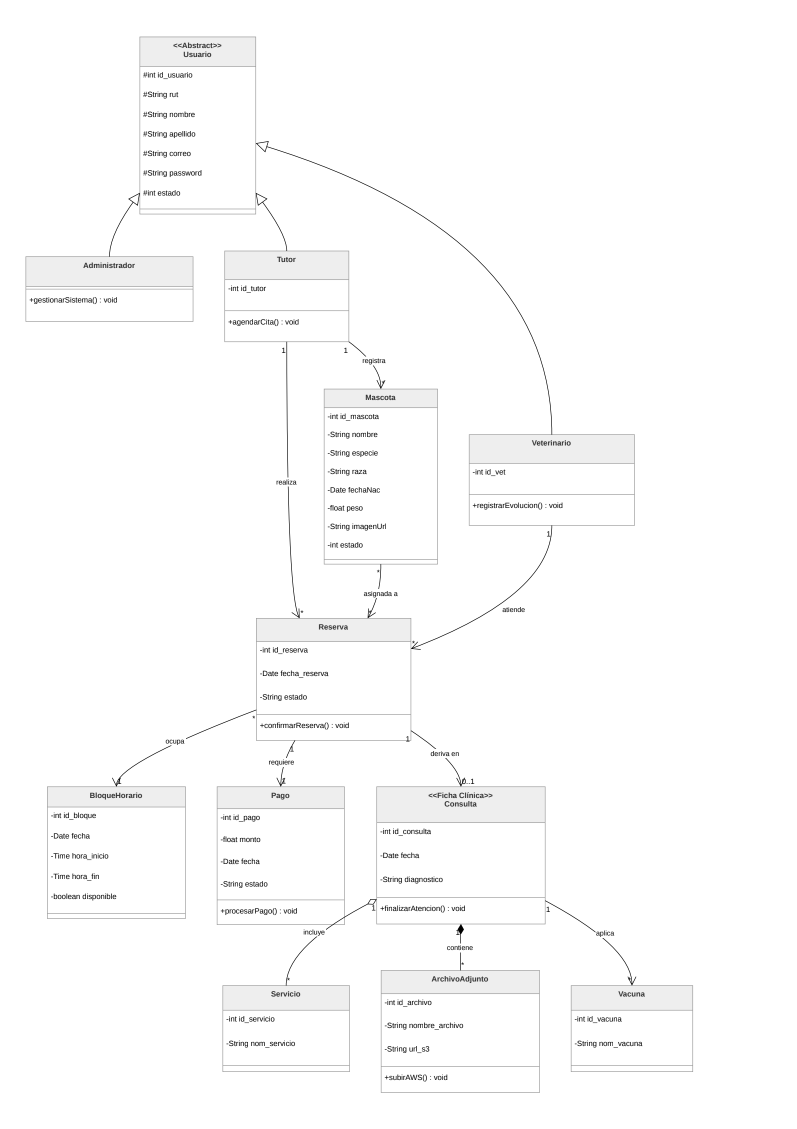 <<Abstract>>
Usuario
#int id_usuario
#String rut
#String nombre
#String apellido
#String correo
#String password
#int estado
Administrador
+gestionarSistema() : void
Tutor
-int id_tutor
+agendarCita() : void
1
1
registra
*
Mascota
-int id_mascota
-String nombre
-String especie
-String raza
-Date fechaNac
-float peso
-String imagenUrl
-int estado
Veterinario
-int id_vet
+registrarEvolucion() : void
realiza
1
*
asignada a
*
*
atiende
*
Reserva
-int id_reserva
-Date fecha_reserva
-String estado
+confirmarReserva() : void
*
ocupa
1
1
requiere
1
1
deriva en
0..1
BloqueHorario
-int id_bloque
-Date fecha
-Time hora_inicio
-Time hora_fin
-boolean disponible
Pago
-int id_pago
-float monto
-Date fecha
-String estado
+procesarPago() : void
<<Ficha Clínica>>
Consulta
-int id_consulta
-Date fecha
-String diagnostico
+finalizarAtencion() : void
1
incluye
*
1
contiene
*
1
aplica
*
Servicio
-int id_servicio
-String nom_servicio
ArchivoAdjunto
-int id_archivo
-String nombre_archivo
-String url_s3
+subirAWS() : void
Vacuna
-int id_vacuna
-String nom_vacuna